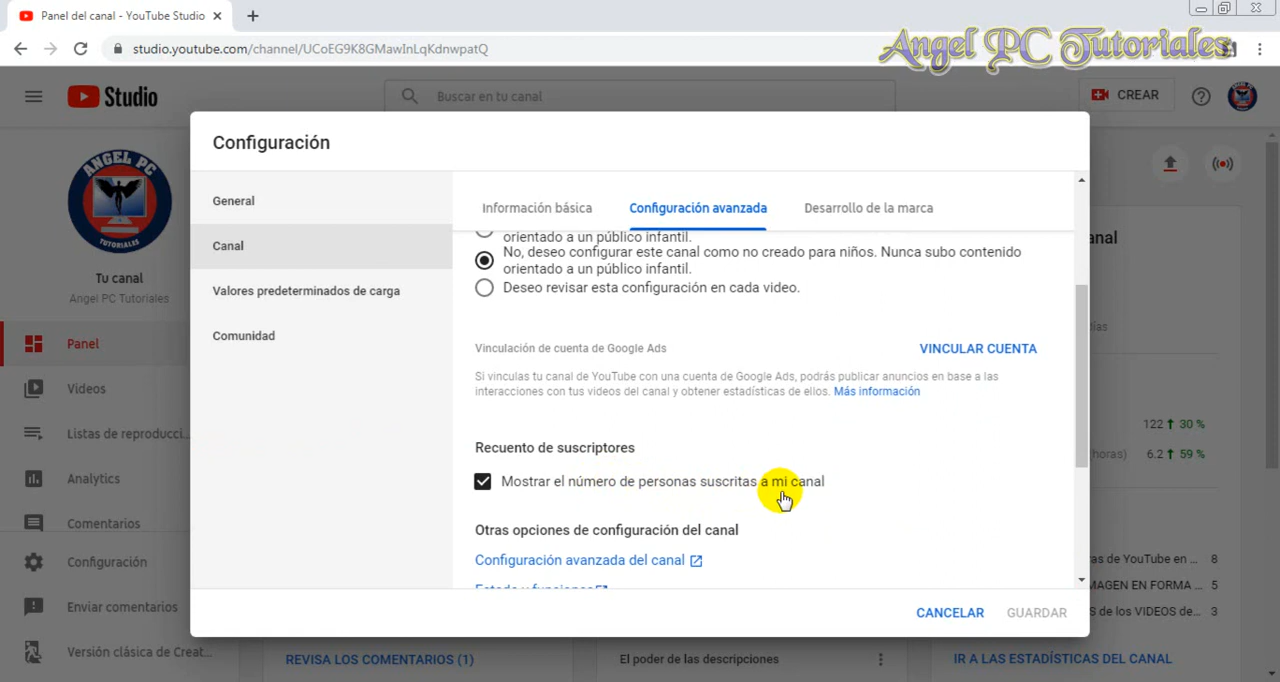 Panel del canal - YouTube Studio
studio.youtube.com/channel/UCoEG9K8GMawInLqKdnwpatQ
Angel PC Tutoriales
Studio
Buscar en tu canal
CREAR
ANGEL PC
TUTORIALES
Tu canal
Angel PC Tutoriales
Panel
Videos
Listas de reproducci...
Analytics
Comentarios
Configuración
Enviar comentarios
Versión clásica de Creat...
Configuración
General
Canal
Valores predeterminados de carga
Comunidad
Información básica
Configuración avanzada
Desarrollo de la marca
orientado a un público infantil.
No, deseo configurar este canal como no creado para niños. Nunca subo contenido
orientado a un público infantil.
Deseo revisar esta configuración en cada video.
Vinculación de cuenta de Google Ads
VINCULAR CUENTA
Si vinculas tu canal de YouTube con una cuenta de Google Ads, podrás publicar anuncios en base a las
interacciones con tus videos del canal y obtener estadísticas de ellos. Más información
Recuento de suscriptores
Mostrar el número de personas suscritas a mi canal
Otras opciones de configuración del canal
Configuración avanzada del canal
Estado y funciones
CANCELAR
GUARDAR
anal
días
122 30 %
horas) 6.2 59 %
as de YouTube en ... 8
MAGEN EN FORMA ... 5
S de los VIDEOS de... 3
REVISA LOS COMENTARIOS (1)
El poder de las descripciones
IR A LAS ESTADÍSTICAS DEL CANAL